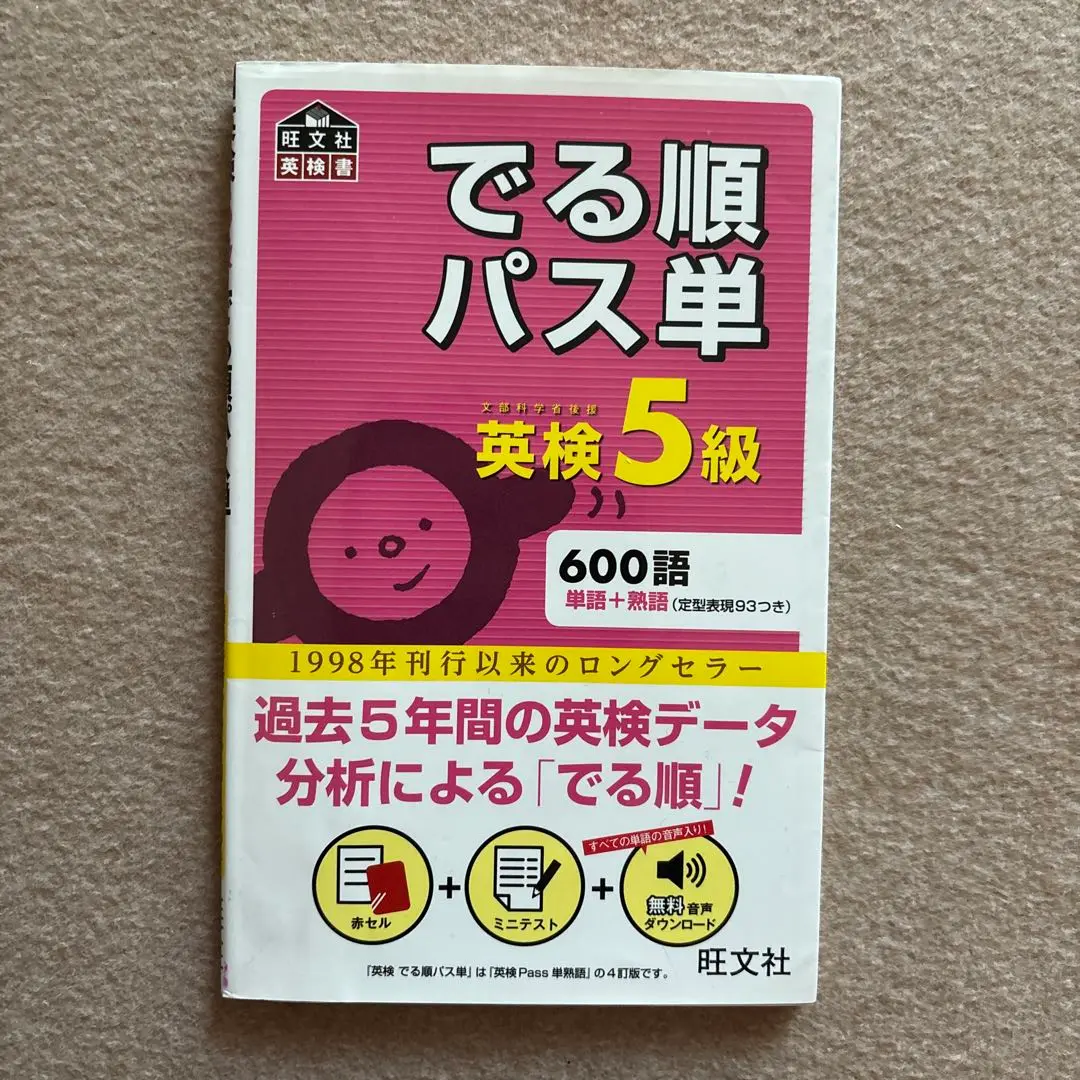 旺文社
英検書
でる順
パス単
文部科学省後援
英検5級
600語
単語+熟語(定型表現93つき)
1998年刊行以来のロングセラー
過去5年間の英検データ
分析による「でる順」!
すべての単語の音声入り!
赤セル
+
ミニテスト
+
無料音声
ダウンロード
旺文社
「英検 でる順パス単」は「英検Pass単熟語」の4訂版です。